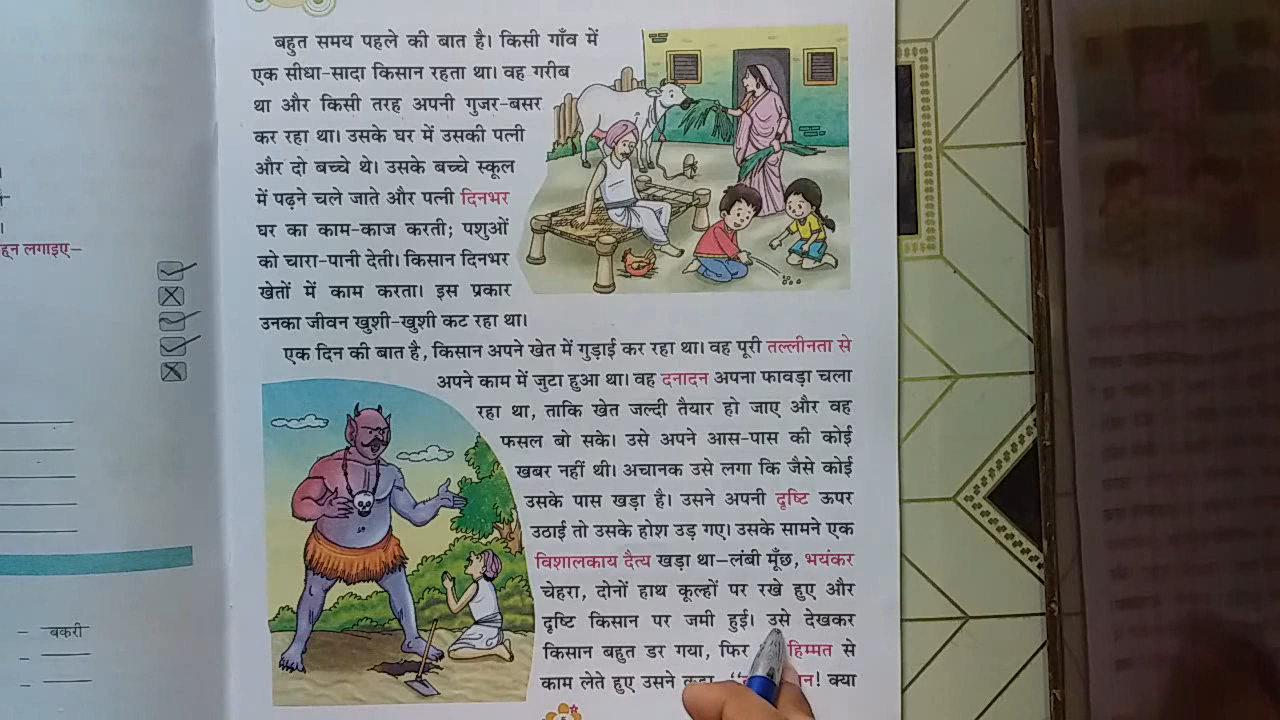 हन लगाइए–
– बकरी
बहुत समय पहले की बात है। किसी गाँव में
एक सीधा-सादा किसान रहता था। वह गरीब
था और किसी तरह अपनी गुजर-बसर
कर रहा था। उसके घर में उसकी पत्नी
और दो बच्चे थे। उसके बच्चे स्कूल
में पढ़ने चले जाते और पत्नी दिनभर
घर का काम-काज करती; पशुओं
को चारा-पानी देती। किसान दिनभर
खेतों में काम करता। इस प्रकार
उनका जीवन खुशी-खुशी कट रहा था।
एक दिन की बात है, किसान अपने खेत में गुड़ाई कर रहा था। वह पूरी तल्लीनता से
अपने काम में जुटा हुआ था। वह दनादन अपना फावड़ा चला
रहा था, ताकि खेत जल्दी तैयार हो जाए और वह
फसल बो सके। उसे अपने आस-पास की कोई
खबर नहीं थी। अचानक उसे लगा कि जैसे कोई
उसके पास खड़ा है। उसने अपनी दृष्टि ऊपर
उठाई तो उसके होश उड़ गए। उसके सामने एक
विशालकाय दैत्य खड़ा था–लंबी मूँछ, भयंकर
चेहरा, दोनों हाथ कूल्हों पर रखे हुए और
दृष्टि किसान पर जमी हुई। उसे देखकर
किसान बहुत डर गया, फिर हिम्मत से
काम लेते हुए उसने ! क्या
5